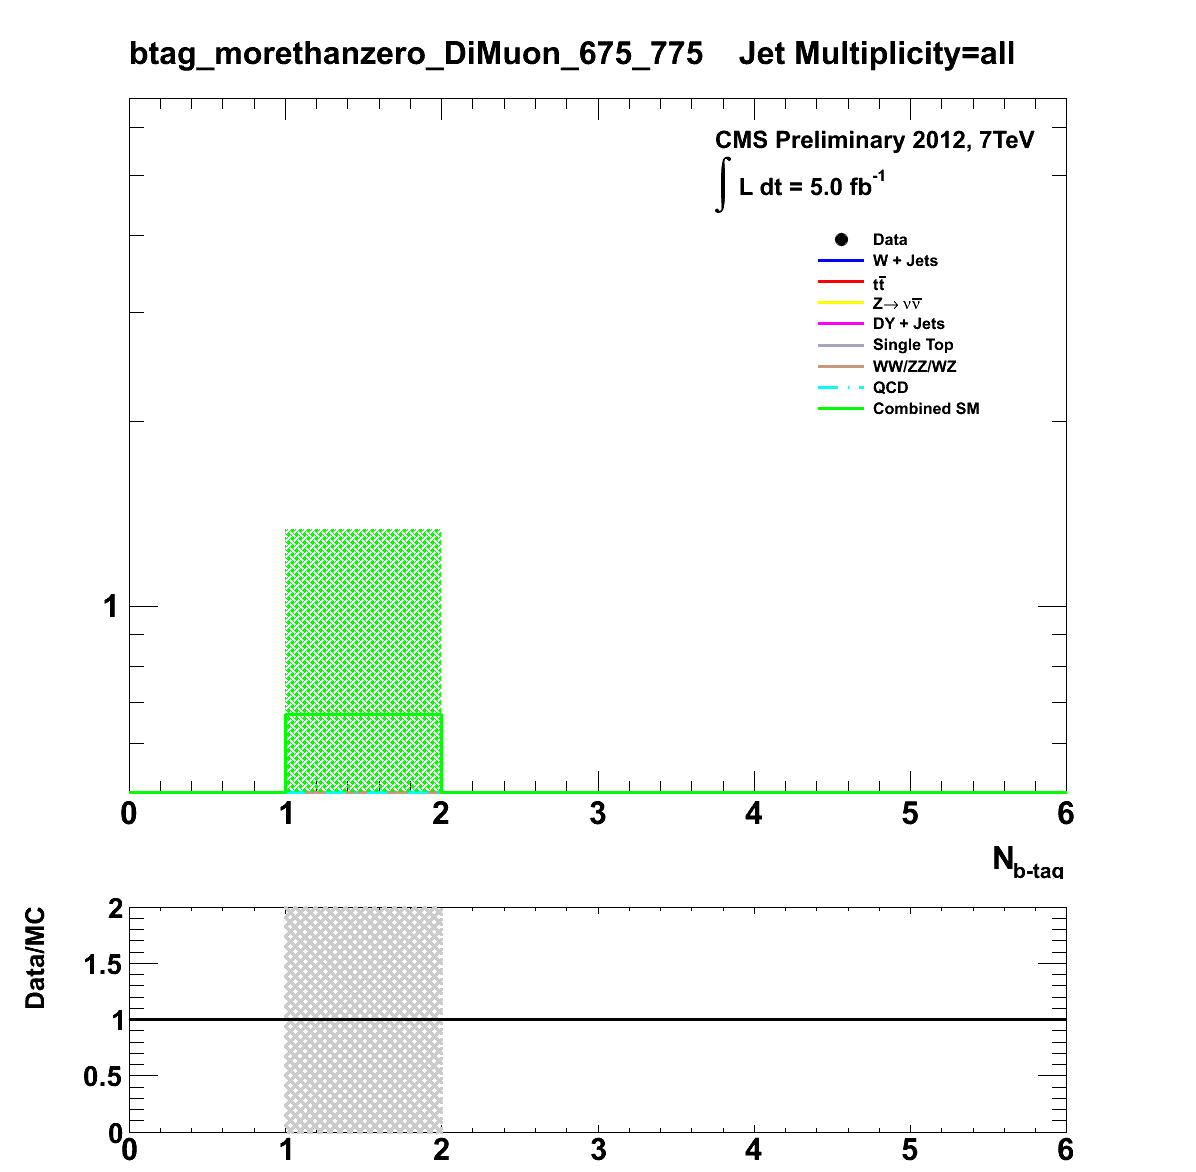 btag_morethanzero_DiMuon_675_775 Jet Multiplicity=all
CMS Preliminary 2012, 7TeV
∫ L dt = 5.0 fb⁻¹
Data
W + Jets
tt̅
Z→ νν̅
DY + Jets
Single Top
WW/ZZ/WZ
QCD
Combined SM
1
0 1 2 3 4 5 6
N_b-tag
Data/MC
2
1.5
1
0.5
0
0 1 2 3 4 5 6